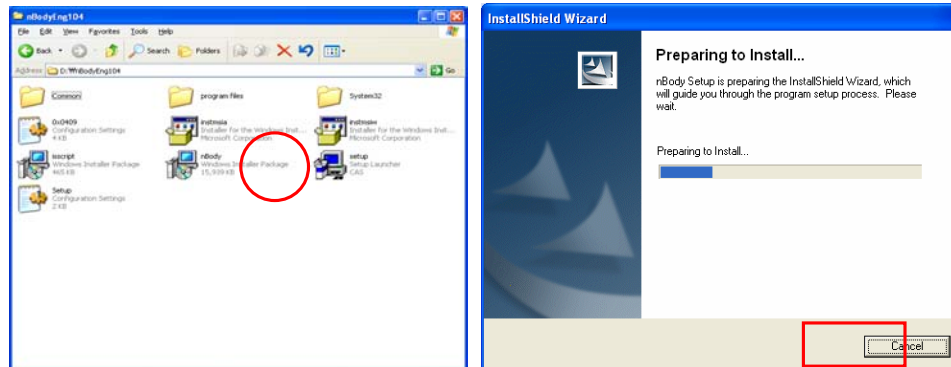 nBodyEng104
File Edit View Favorites Tools Help
Back Search Folders
Address D:\nBodyEng104 Go
Common program files System32
0x0409 instmsia instmsiw
Configuration Settings Installer for the Windows Inst... Installer for the Windows Inst...
4 KB Microsoft Corporation Microsoft Corporation
isscript nBody setup
Windows Installer Package Windows Installer Package Setup Launcher
465 KB 15,939 KB CAS
Setup
Configuration Settings
2 KB
InstallShield Wizard
Preparing to Install...
nBody Setup is preparing the InstallShield Wizard, which
will guide you through the program setup process. Please
wait.
Preparing to Install...
Cancel